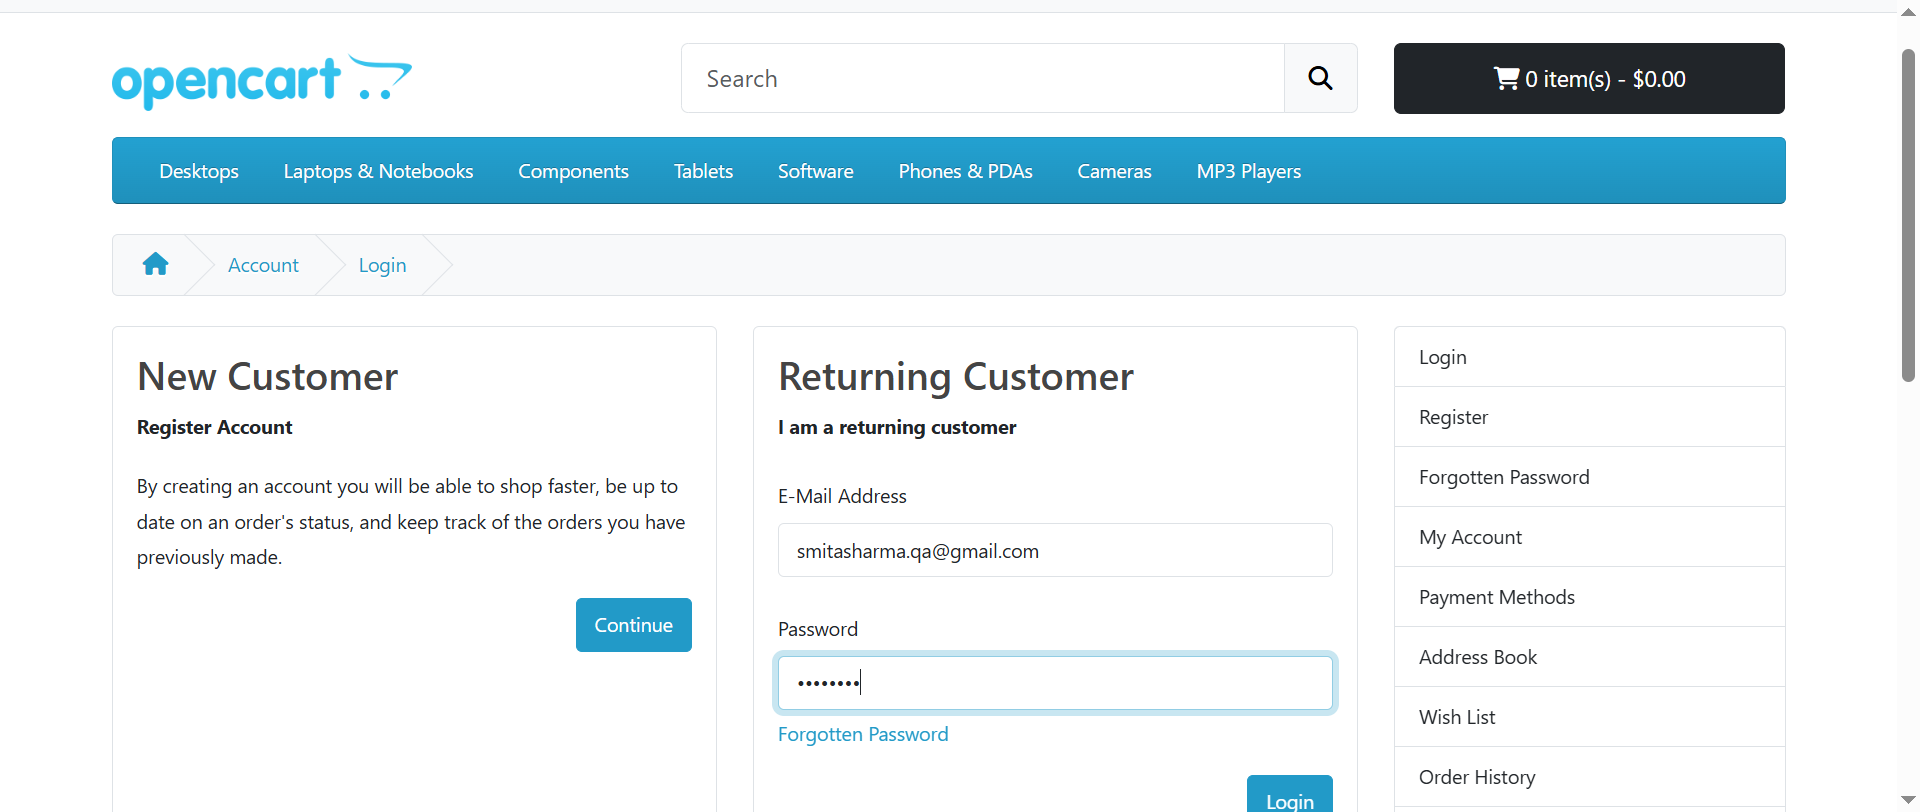 opencart
Search
0 item(s) - $0.00
Desktops
Laptops & Notebooks
Components
Tablets
Software
Phones & PDAs
Cameras
MP3 Players
Account
Login
New Customer
Register Account
By creating an account you will be able to shop faster, be up to
date on an order's status, and keep track of the orders you have
previously made.
Continue
Returning Customer
I am a returning customer
E-Mail Address
smitasharma.qa@gmail.com
Password
••••••••
Forgotten Password
Login
Login
Register
Forgotten Password
My Account
Payment Methods
Address Book
Wish List
Order History